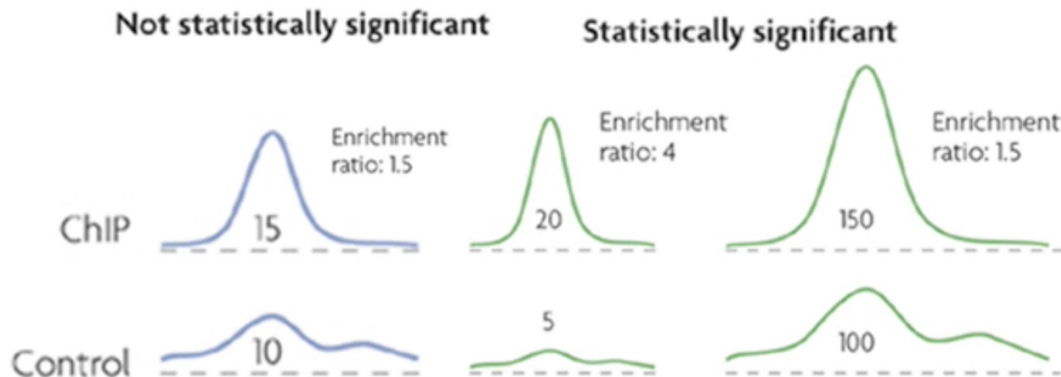 Not statistically significant
Statistically significant
Enrichment
ratio: 1.5
Enrichment
ratio: 4
Enrichment
ratio: 1.5
ChIP
15
20
150
Control
10
5
100